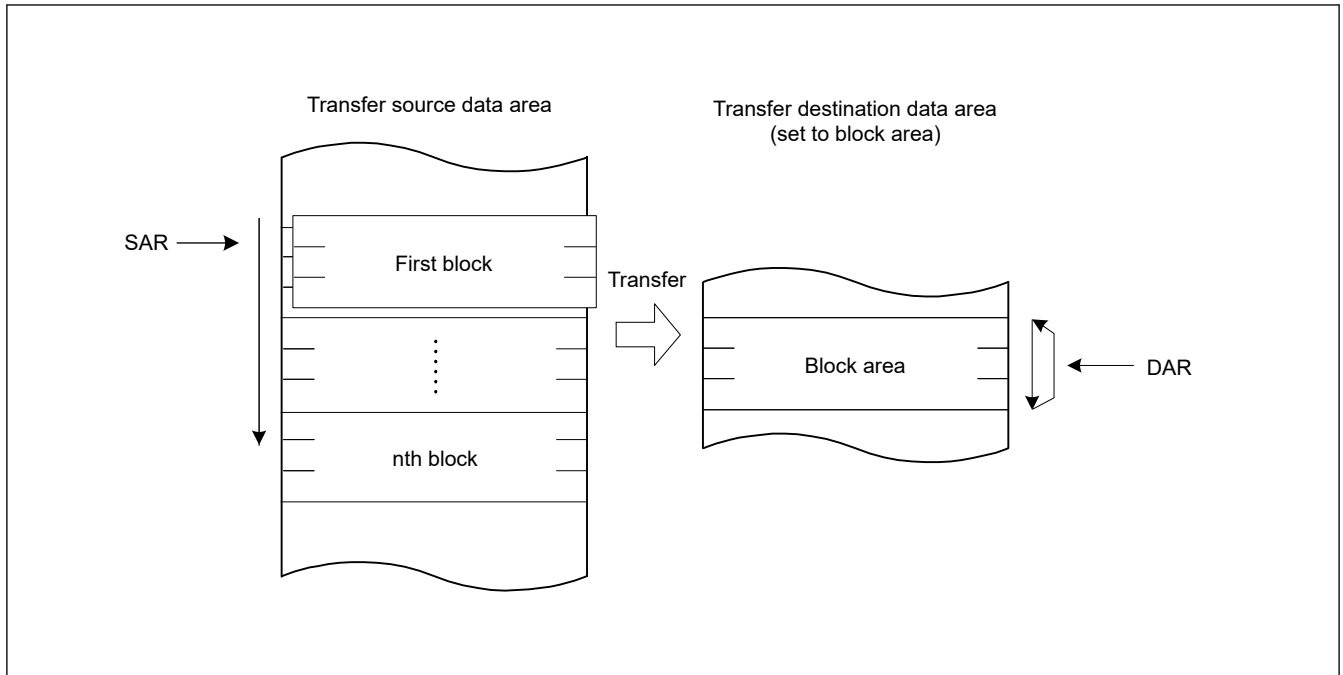 Transfer source data area
Transfer destination data area
(set to block area)
SAR
First block
Transfer
Block area
DAR
nth block